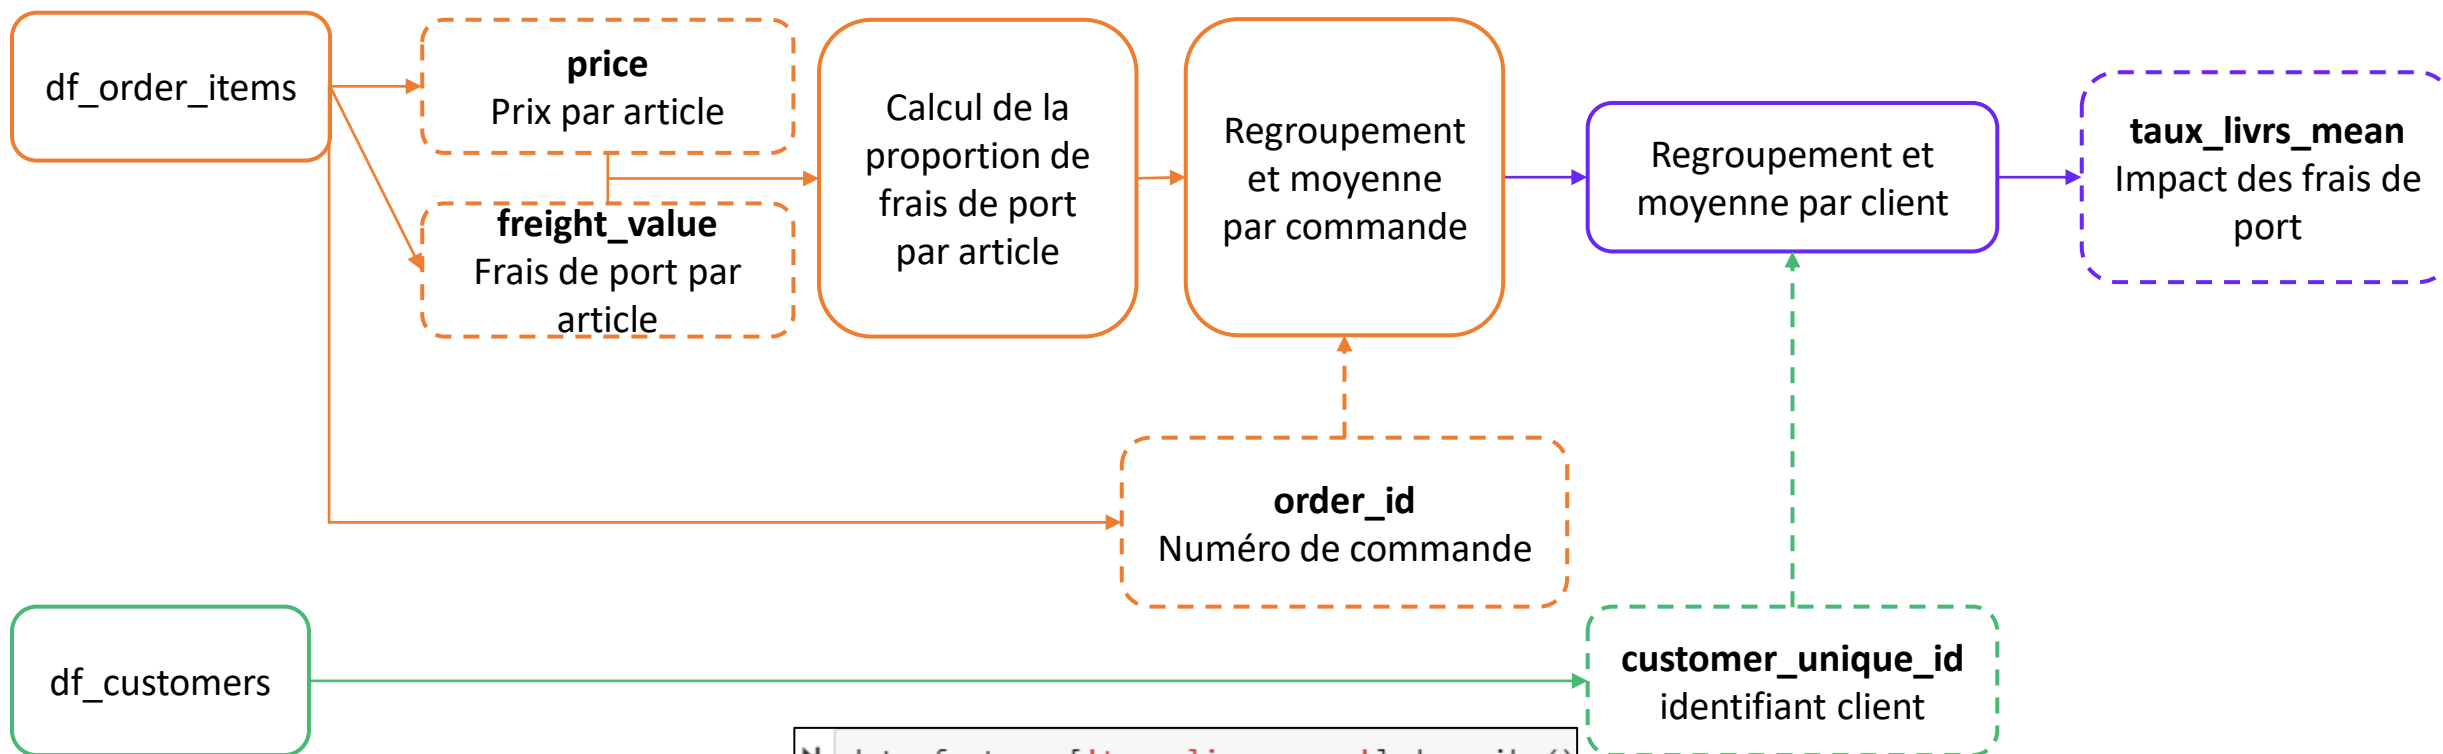 df_order_items
price
Prix par article
freight_value
Frais de port par
article
Calcul de la
proportion de
frais de port
par article
Regroupement
et moyenne
par commande
Regroupement et
moyenne par client
taux_livrs_mean
Impact des frais de
port
order_id
Numéro de commande
df_customers
customer_unique_id
identifiant client